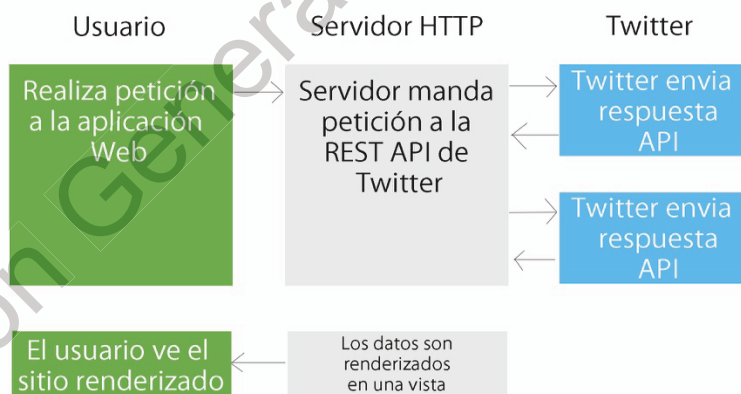 Usuario
Servidor HTTP
Twitter
Realiza petición
a la aplicación
Web
Servidor manda
petición a la
REST API de
Twitter
Twitter envia
respuesta
API
Twitter envia
respuesta
API
El usuario ve el
sitio renderizado
Los datos son
renderizados
en una vista